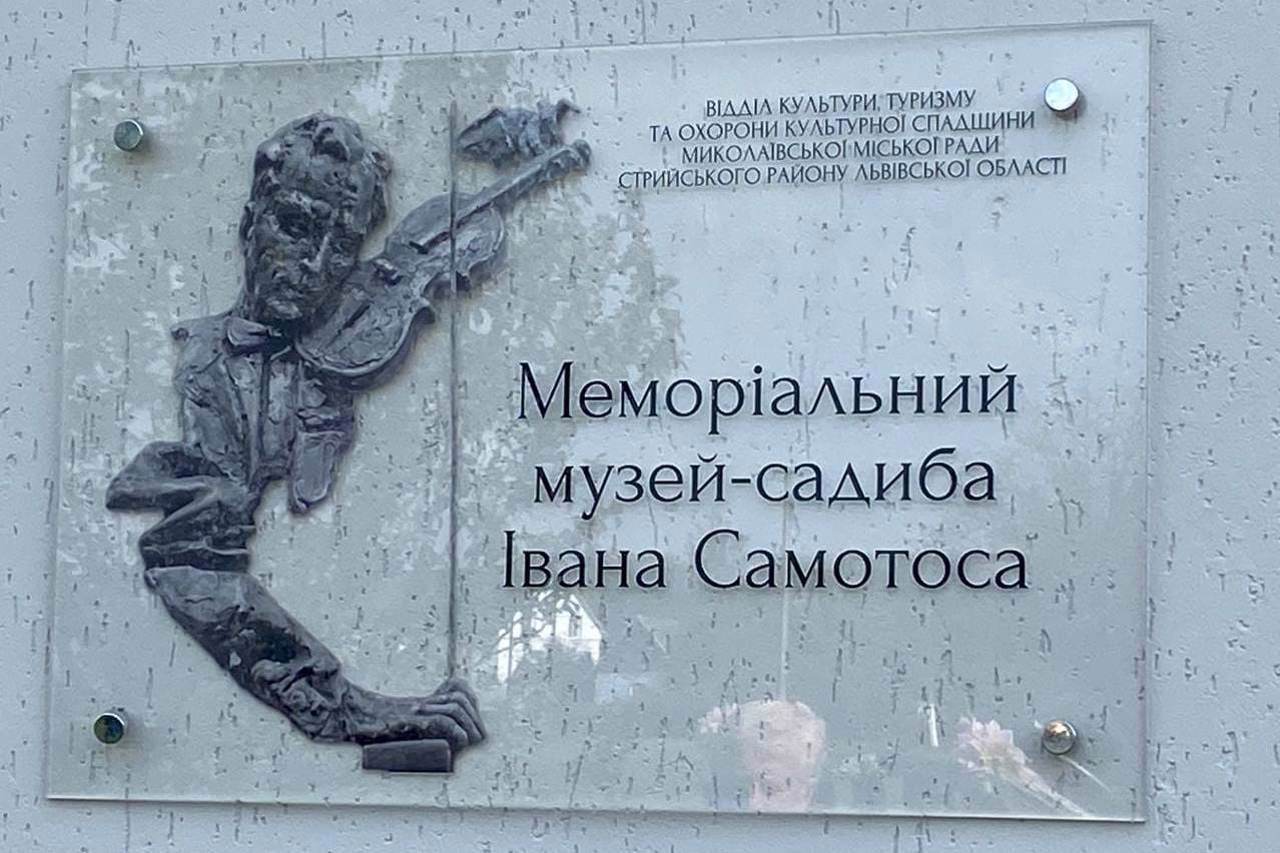 ВІДДІЛ КУЛЬТУРИ, ТУРИЗМУ
ТА ОХОРОНИ КУЛЬТУРНОЇ СПАДЩИНИ
МИКОЛАЇВСЬКОЇ МІСЬКОЇ РАДИ
СТРИЙСЬКОГО РАЙОНУ ЛЬВІВСЬКОЇ ОБЛАСТІ
Меморіальний
музей-садиба
Івана Самотоса